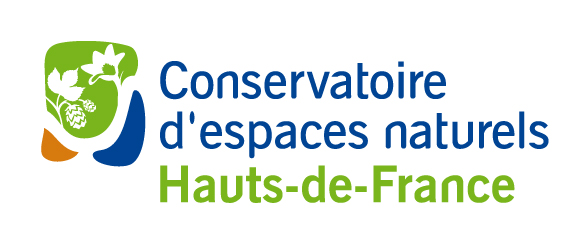 Conservatoire
d'espaces naturels
Hauts-de-France